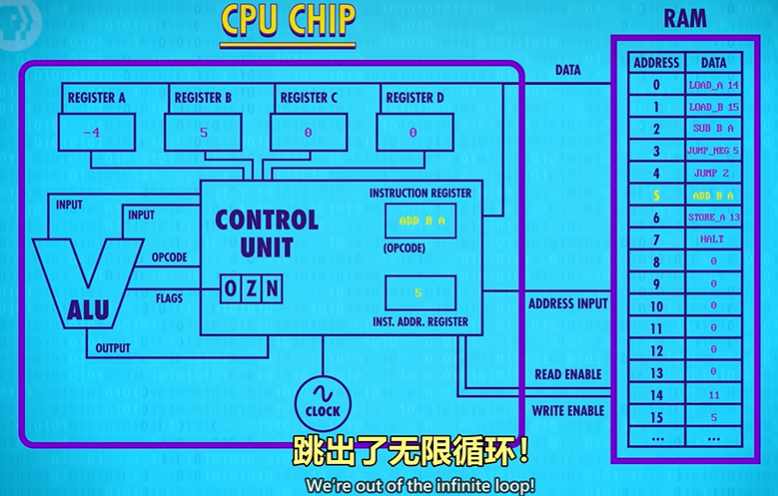 CPU CHIP
RAM
DATA
ADDRESS DATA
0 LOAD_A 14
1 LOAD_B 15
2 SUB B A
3 JUMP_NEG 5
4 JUMP 2
5 ADD B A
6 STORE_A 13
7 HALT
8 0
9 0
10 0
11 0
12 0
13 0
14 11
15 5
... ...
REGISTER A
-4
REGISTER B
5
REGISTER C
0
REGISTER D
0
INPUT
INPUT
CONTROL
UNIT
INSTRUCTION REGISTER
ADD B A
(OPCODE)
5
INST. ADDR. REGISTER
OPCODE
FLAGS
O Z N
ALU
OUTPUT
CLOCK
ADDRESS INPUT
READ ENABLE
WRITE ENABLE
跳出了无限循环!
We're out of the infinite loop!